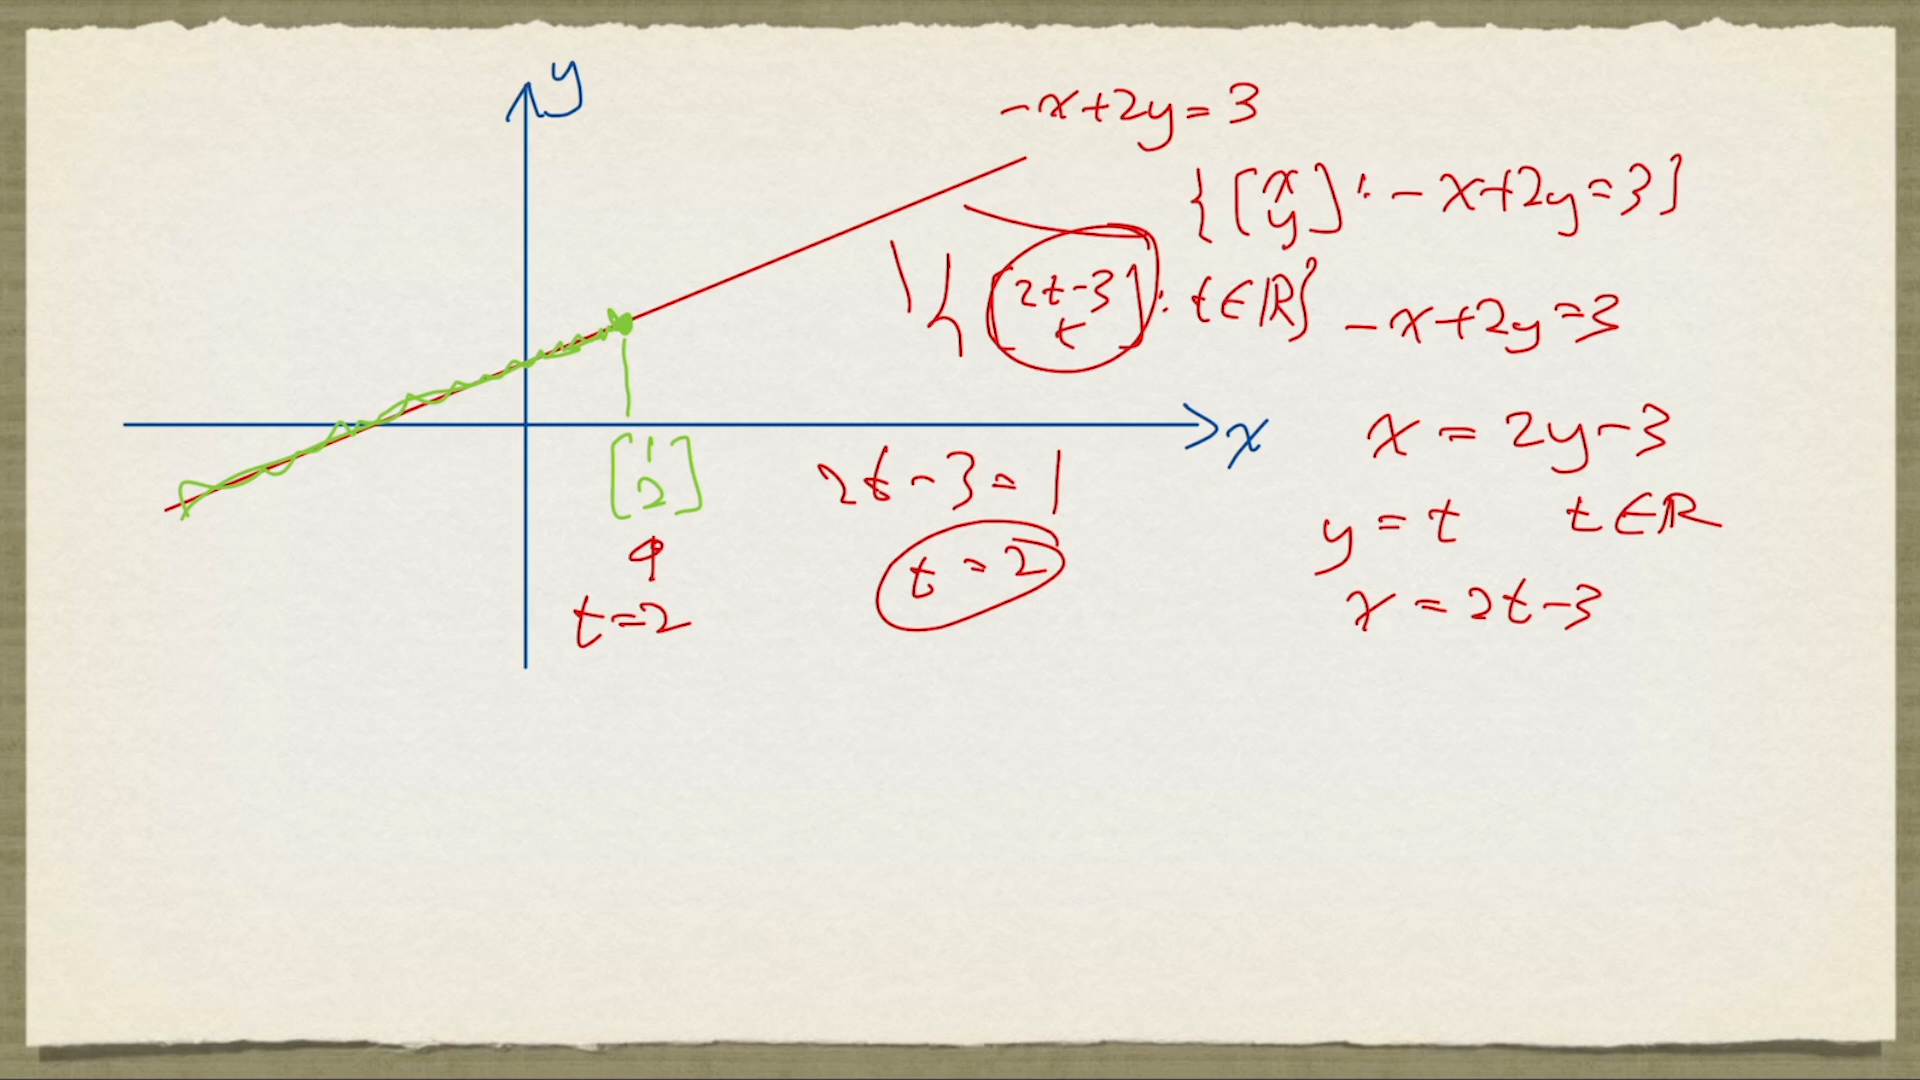 y
-x+2y=3
{[x y]: -x+2y=3}
{[2t-3 t]: t∈ℝ}
-x+2y=3
x
x = 2y-3
[1 2]
2t-3=1
y=t t∈ℝ
t=2
x=2t-3
t=2